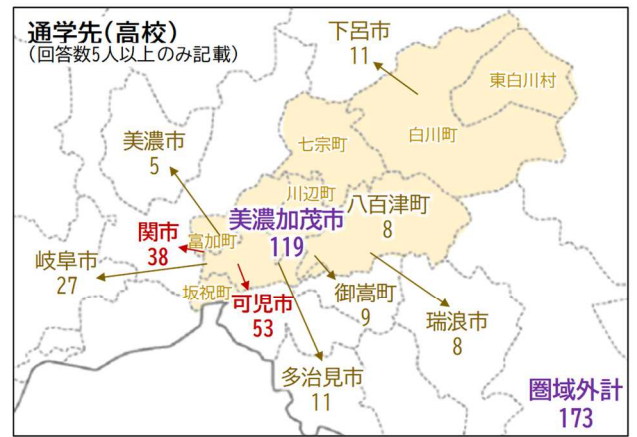 通学先(高校)
(回答数5人以上のみ記載)
下呂市
11
東白川村
美濃市
5
七宗町
白川町
川辺町
八百津町
8
美濃加茂市
119
関市
38
富加町
岐阜市
27
坂祝町
可児市
53
御嵩町
9
瑞浪市
8
多治見市
11
圏域外計
173